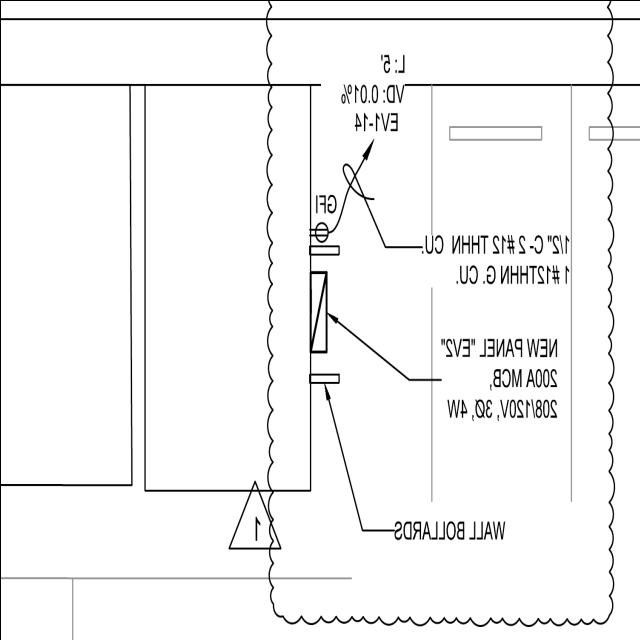 L: 5'
VD: 0.01%
EV1-14
GFI
1/2" C- 2 #12 THHN CU.
1 #12THHN G. CU.
NEW PANEL "EV2"
200A MCB,
208/120V, 3Ø, 4W
WALL BOLLARDS
1